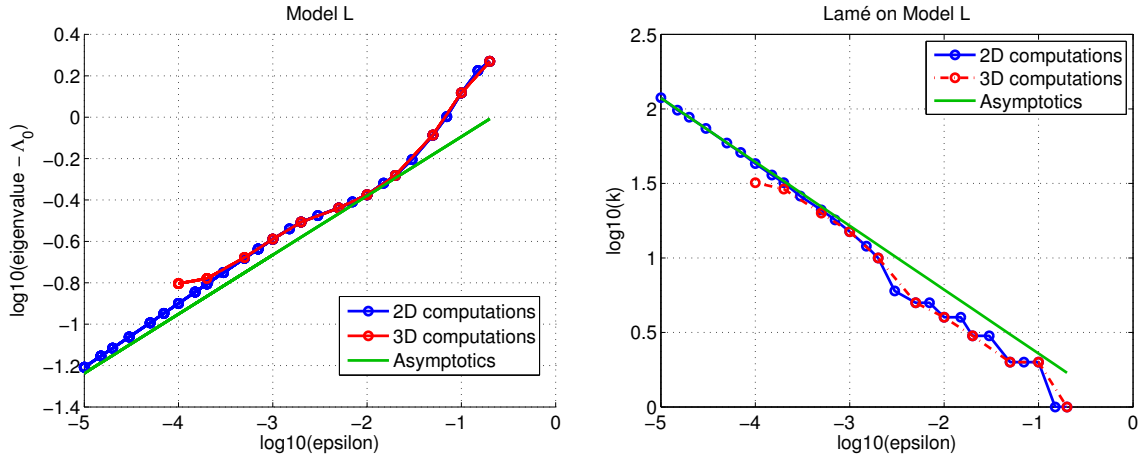 Model L
log10(eigenvalue − Λ0)
0.4
0.2
0
−0.2
−0.4
−0.6
−0.8
−1
−1.2
−1.4
−5
−4
−3
−2
−1
0
log10(epsilon)
2D computations
3D computations
Asymptotics
Lamé on Model L
log10(k)
2.5
2
1.5
1
0.5
0
−5
−4
−3
−2
−1
0
log10(epsilon)
2D computations
3D computations
Asymptotics